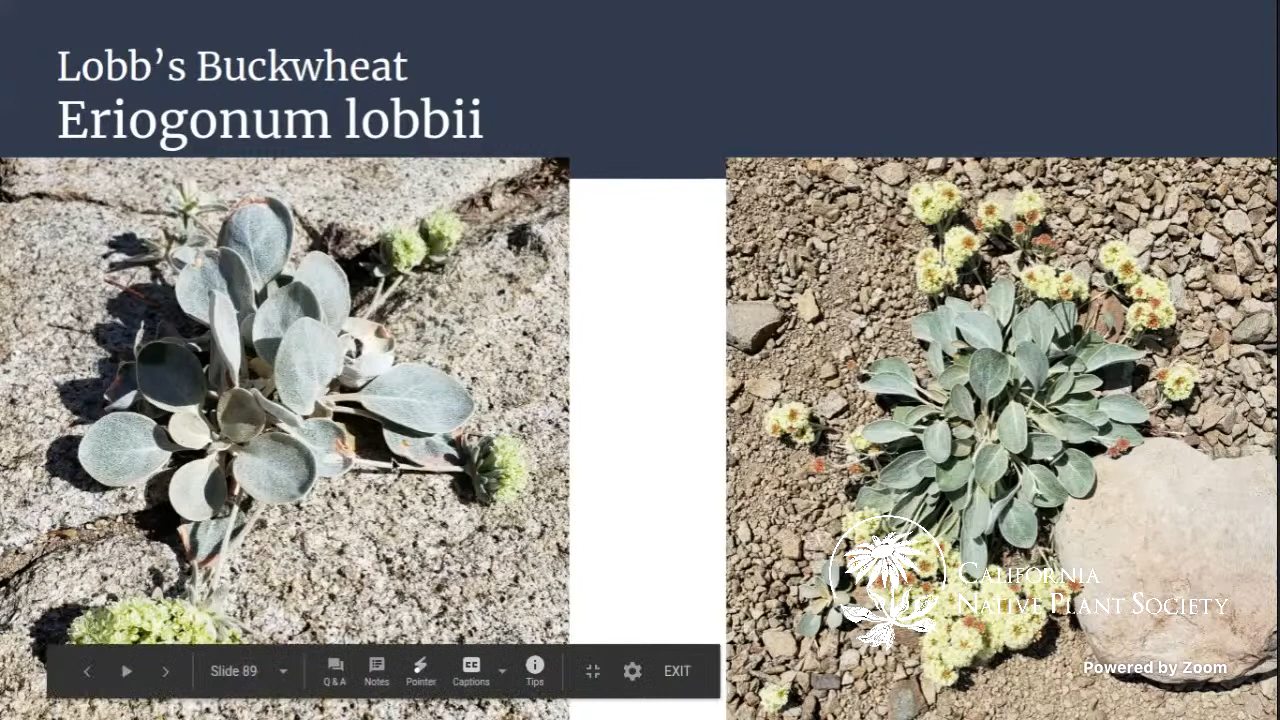 Lobb’s Buckwheat
Eriogonum lobbii
California
Native Plant Society
Powered by Zoom
Slide 89
Q & A
Notes
Pointer
Captions
Tips
EXIT